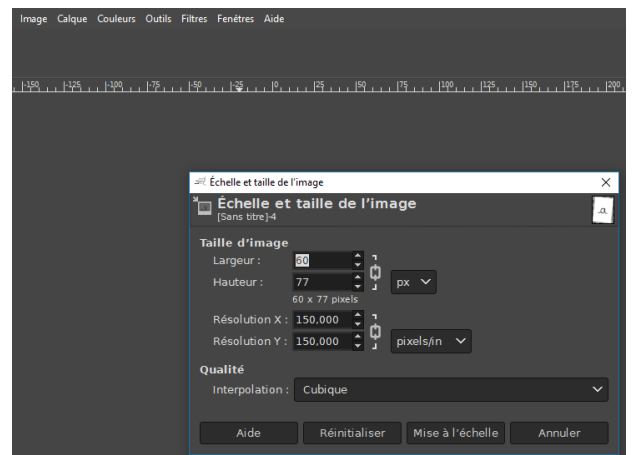 Image Calque Couleurs Outils Filtres Fenêtres Aide
-150 -125 -100 -75 -50 -25 0 25 50 75 100 125 150 175 200
Échelle et taille de l'image
Échelle et taille de l'image
[Sans titre]-4
a
Taille d'image
Largeur : 60
Hauteur : 77 px
60 x 77 pixels
Résolution X : 150,000
Résolution Y : 150,000 pixels/in
Qualité
Interpolation : Cubique
Aide Réinitialiser Mise à l'échelle Annuler